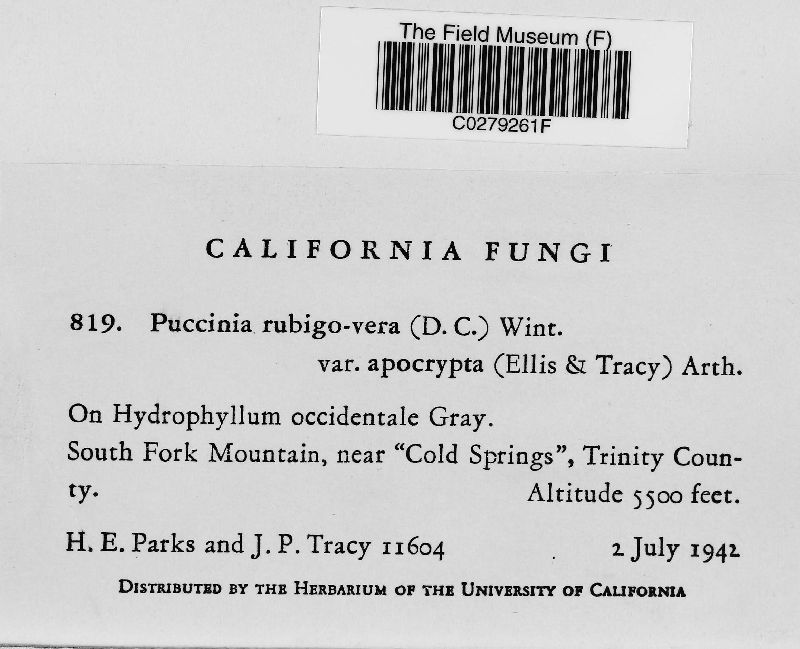 The Field Museum (F)
C0279261F
CALIFORNIA FUNGI
819. Puccinia rubigo-vera (D. C.) Wint.
var. apocrypta (Ellis & Tracy) Arth.
On Hydrophyllum occidentale Gray.
South Fork Mountain, near “Cold Springs”, Trinity Coun-
ty. Altitude 5500 feet.
H. E. Parks and J. P. Tracy 11604 2 July 1942
Distributed by the Herbarium of the University of California